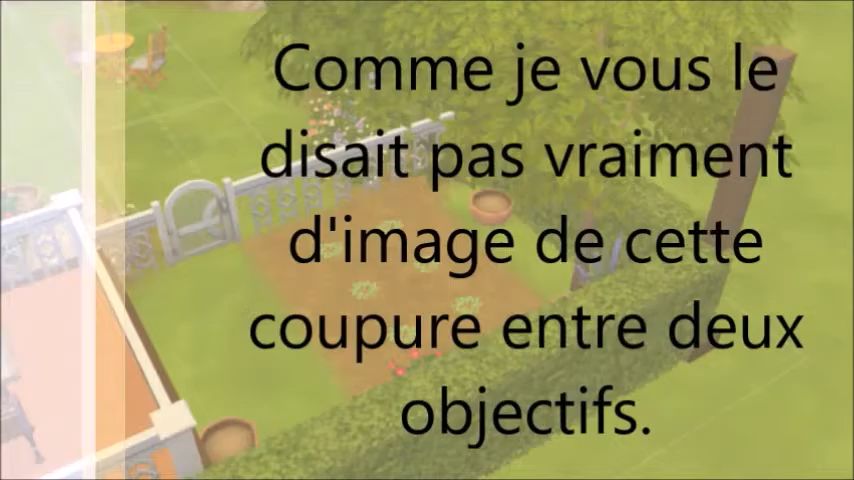 Comme je vous le
disait pas vraiment
d'image de cette
coupure entre deux
objectifs.